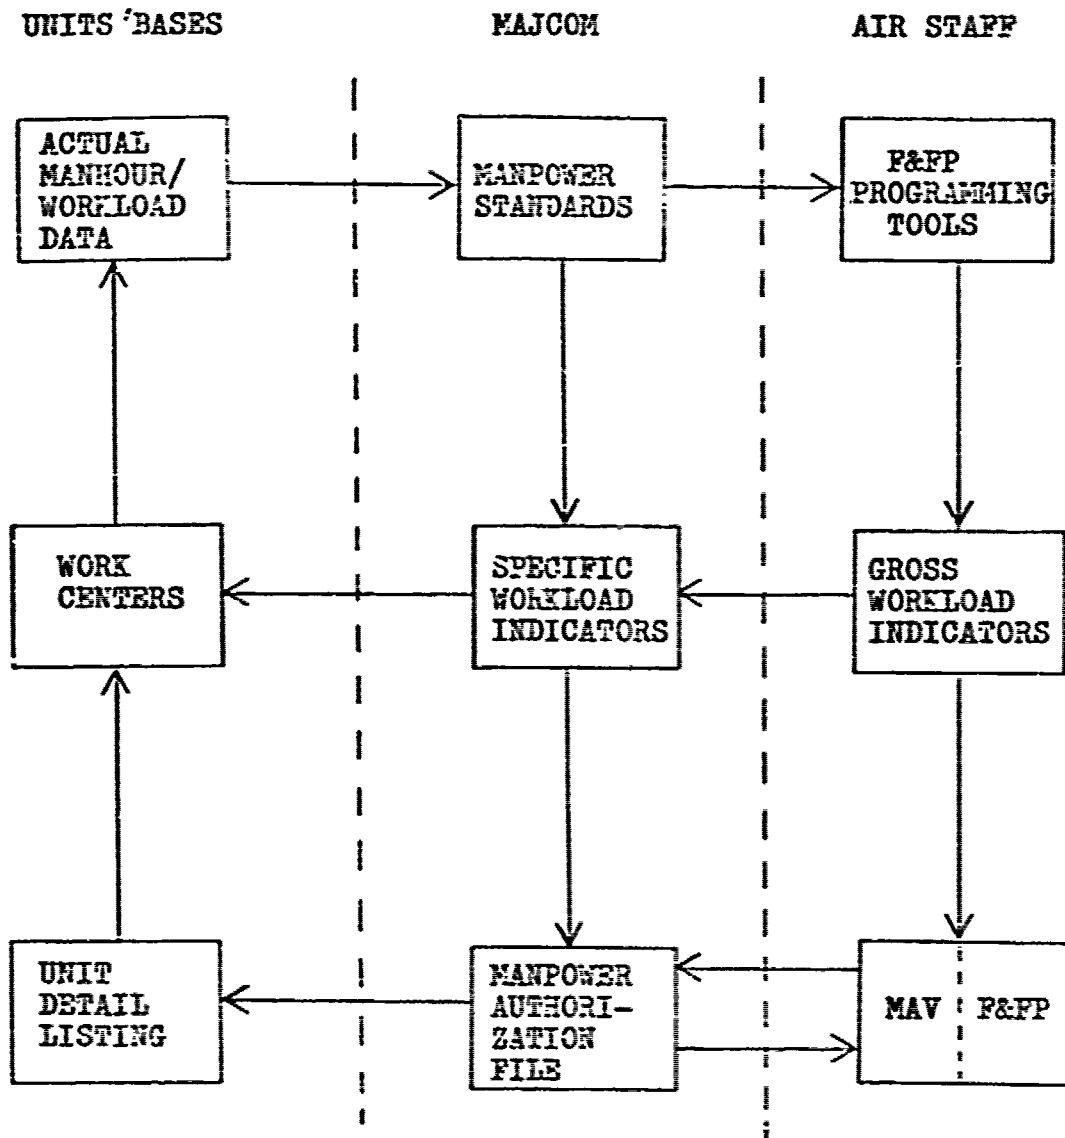 UNITS/BASES
MAJCOM
AIR STAFF
ACTUAL
MANHOUR/
WORKLOAD
DATA
MANPOWER
STANDARDS
F&FP
PROGRAMMING
TOOLS
WORK
CENTERS
SPECIFIC
WORKLOAD
INDICATORS
GROSS
WORKLOAD
INDICATORS
UNIT
DETAIL
LISTING
MANPOWER
AUTHORI-
ZATION
FILE
MAV
F&FP